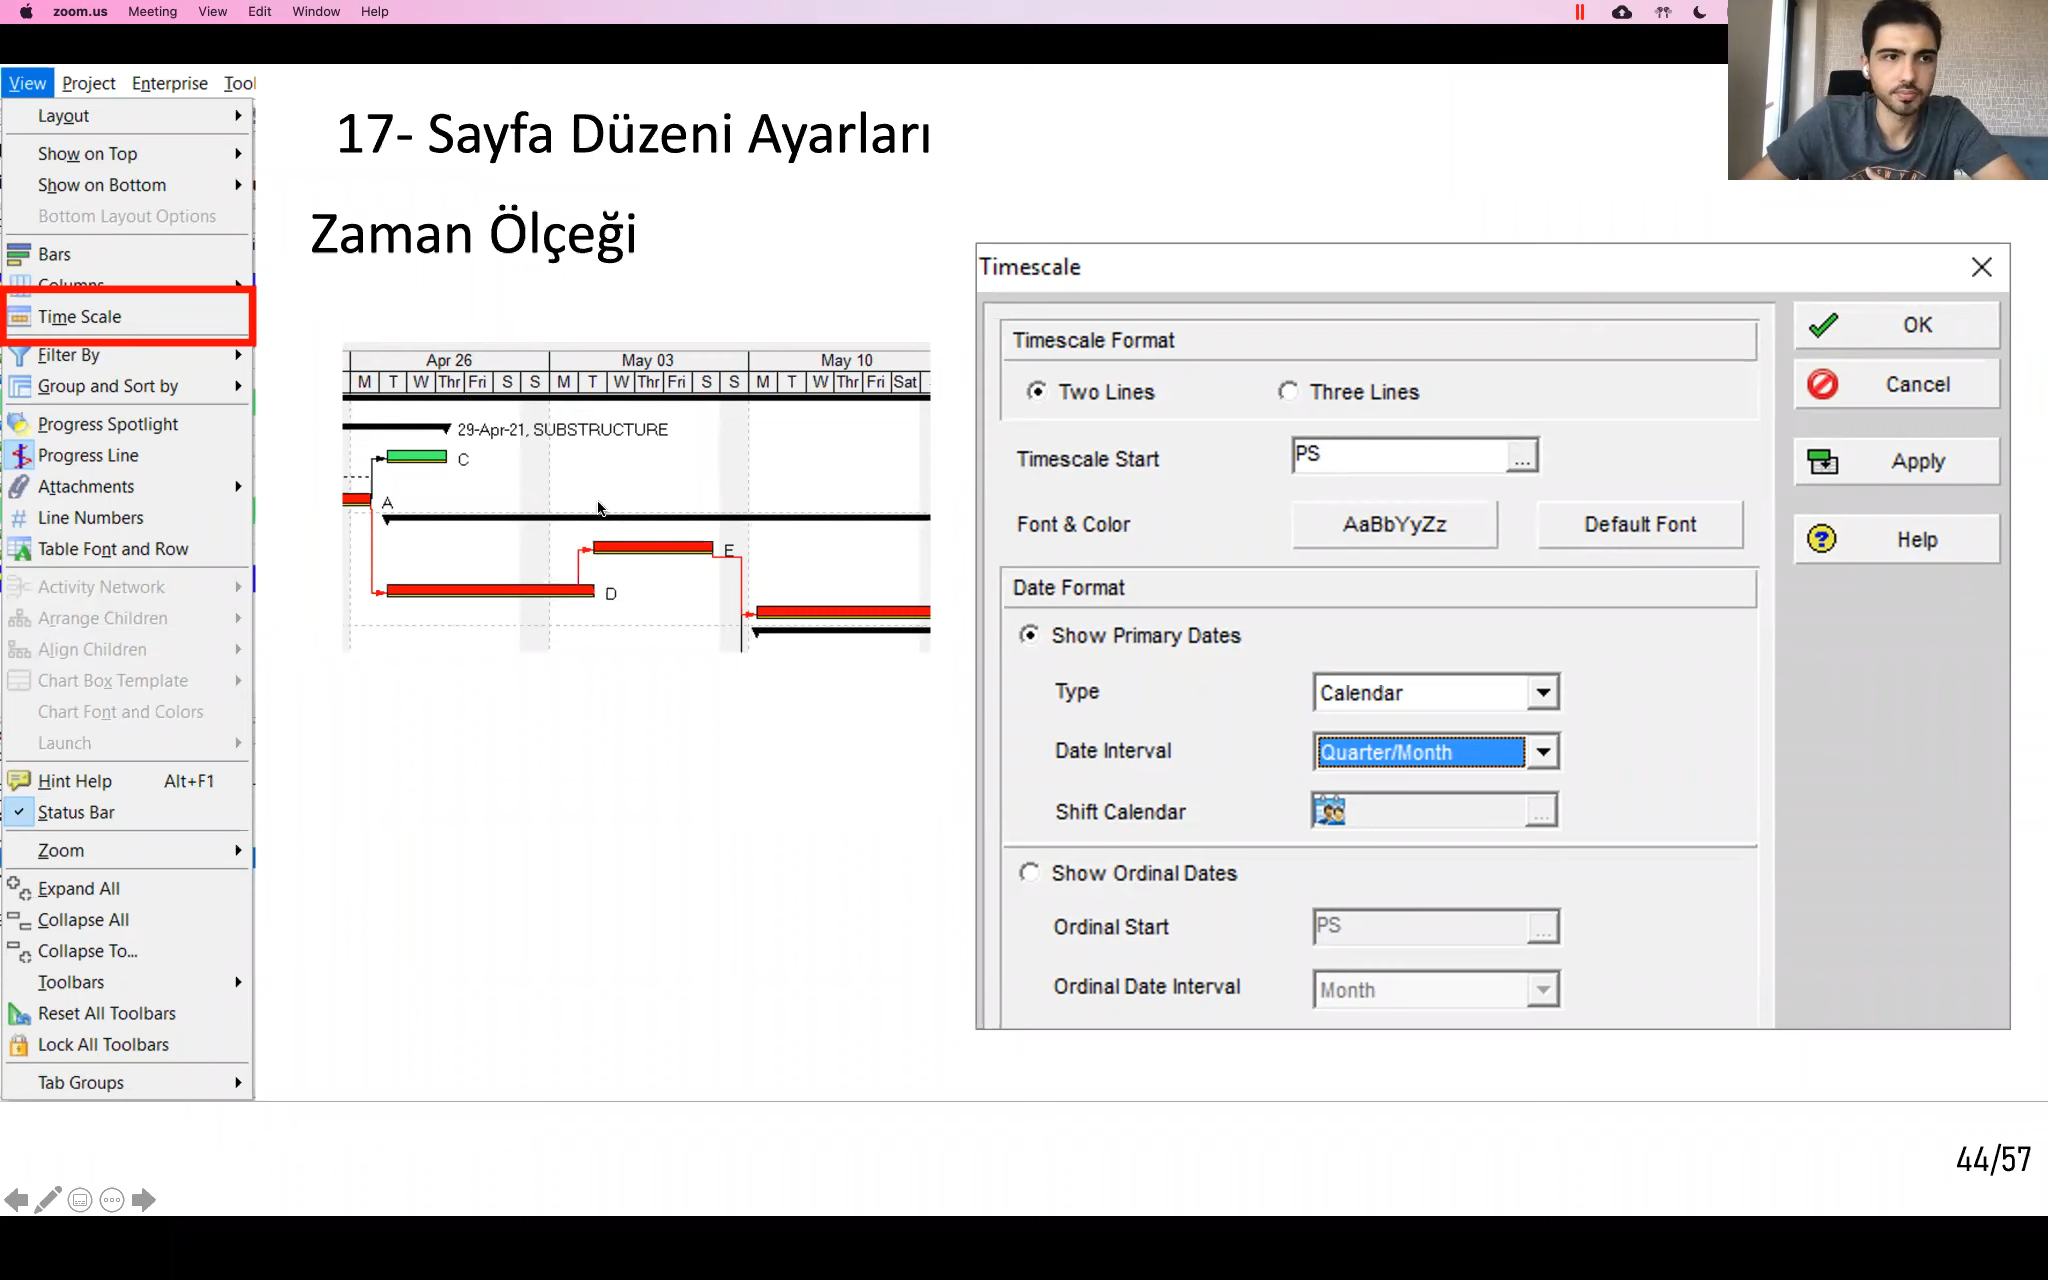 zoom.us Meeting View Edit Window Help
View Project Enterprise Tool
Layout
Show on Top
Show on Bottom
Bottom Layout Options
Bars
Columns
Time Scale
Filter By
Group and Sort by
Progress Spotlight
Progress Line
Attachments
Line Numbers
Table Font and Row
Activity Network
Arrange Children
Align Children
Chart Box Template
Chart Font and Colors
Launch
Hint Help Alt+F1
Status Bar
Zoom
Expand All
Collapse All
Collapse To...
Toolbars
Reset All Toolbars
Lock All Toolbars
Tab Groups
17- Sayfa Düzeni Ayarları
Zaman Ölçeği
Apr 26 May 03 May 10
M T W Thr Fri S S M T W Thr Fri S S M T W Thr Fri Sat
29-Apr-21, SUBSTRUCTURE
C
A
E
D
Timescale
Timescale Format
Two Lines Three Lines
Timescale Start PS ...
Font & Color AaBbYyZz Default Font
Date Format
Show Primary Dates
Type Calendar
Date Interval Quarter/Month
Shift Calendar ...
Show Ordinal Dates
Ordinal Start PS ...
Ordinal Date Interval Month
OK
Cancel
Apply
Help
44/57